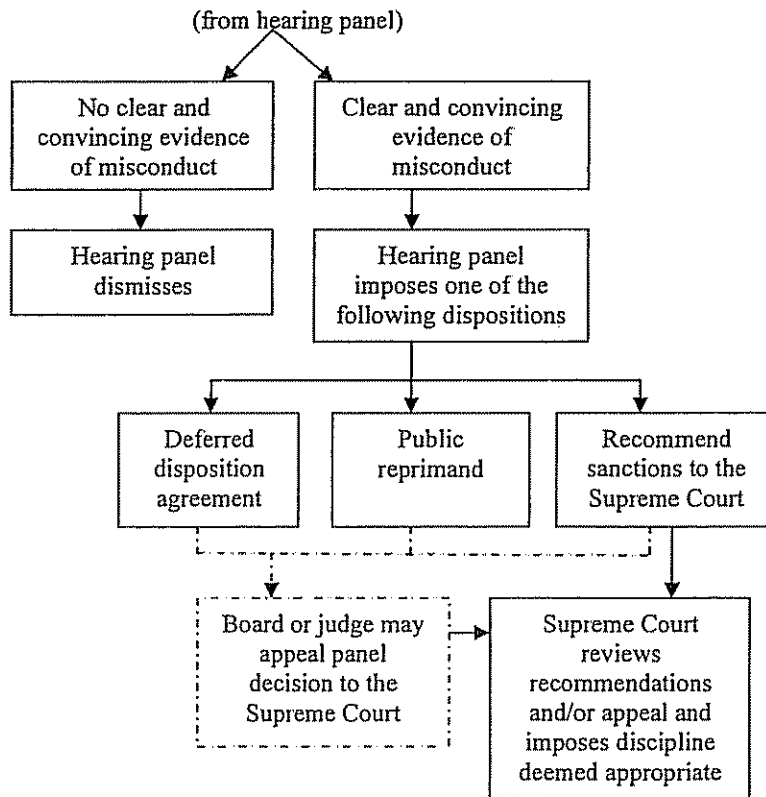 (from hearing panel)
No clear and
convincing evidence
of misconduct
Clear and convincing
evidence of
misconduct
Hearing panel
dismisses
Hearing panel
imposes one of the
following dispositions
Deferred
disposition
agreement
Public
reprimand
Recommend
sanctions to the
Supreme Court
Board or judge may
appeal panel
decision to the
Supreme Court
Supreme Court
reviews
recommendations
and/or appeal and
imposes discipline
deemed appropriate